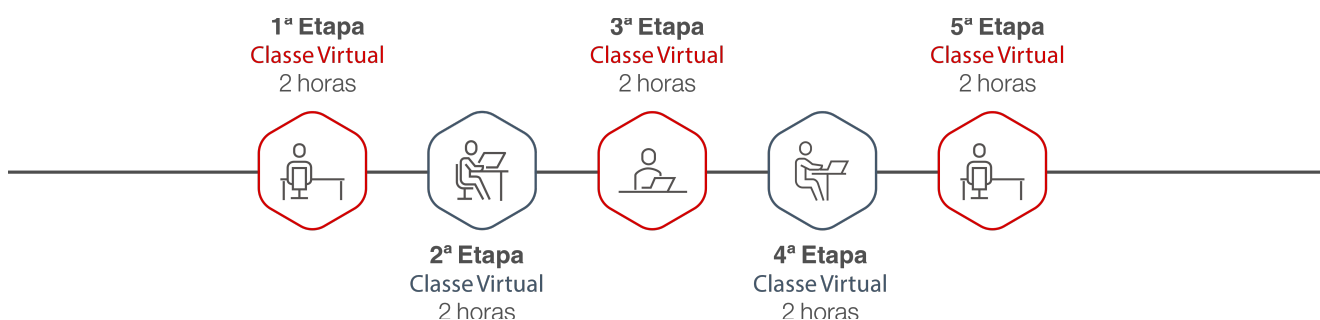 1ª Etapa
Classe Virtual
2 horas
2ª Etapa
Classe Virtual
2 horas
3ª Etapa
Classe Virtual
2 horas
4ª Etapa
Classe Virtual
2 horas
5ª Etapa
Classe Virtual
2 horas